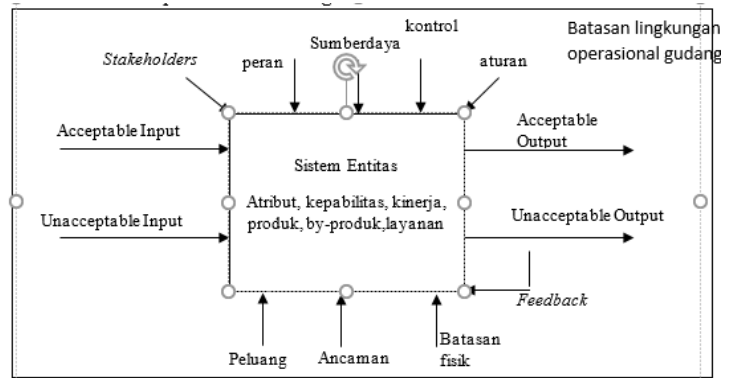 kontrol
Batasan lingkungan
operasional gudang
Sumberdaya
Stakeholders
peran
aturan
Acceptable Input
Acceptable
Output
Sistem Entitas
Atribut, kepabilitas, kinerja,
produk, by-produk,layanan
Unacceptable Input
Unacceptable Output
Feedback
Peluang
Ancaman
Batasan
fisik